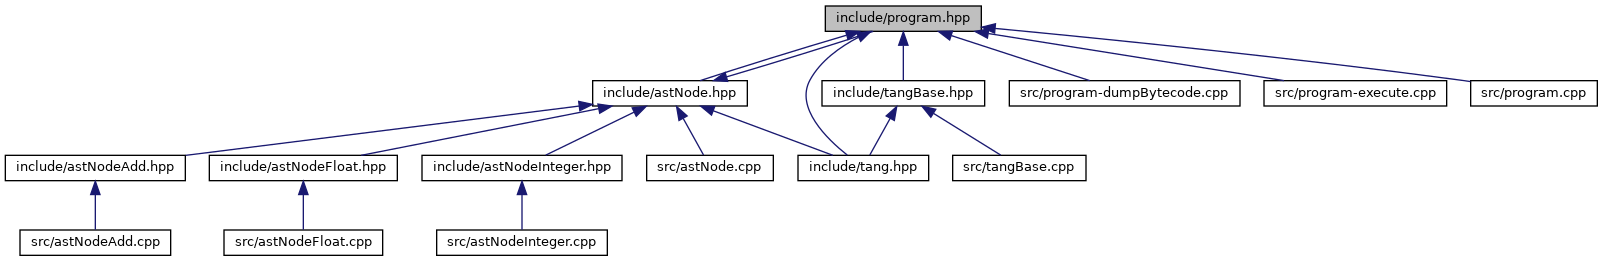 include/program.hpp
include/astNode.hpp
include/tangBase.hpp
src/program-dumpBytecode.cpp
src/program-execute.cpp
src/program.cpp
include/astNodeAdd.hpp
include/astNodeFloat.hpp
include/astNodeInteger.hpp
src/astNode.cpp
include/tang.hpp
src/tangBase.cpp
src/astNodeAdd.cpp
src/astNodeFloat.cpp
src/astNodeInteger.cpp